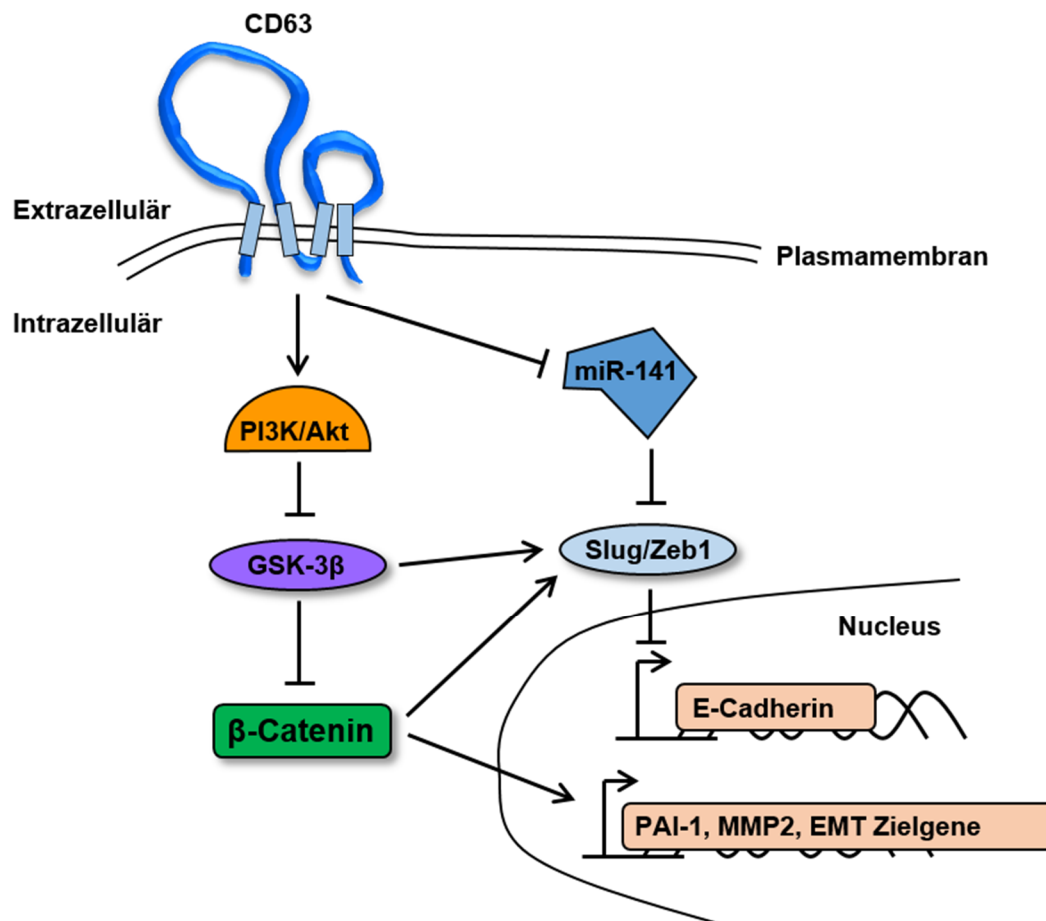 CD63
Extrazellulär
Plasmamembran
Intrazellulär
miR-141
PI3K/Akt
Slug/Zeb1
GSK-3β
Nucleus
E-Cadherin
β-Catenin
PAI-1, MMP2, EMT Zielgene